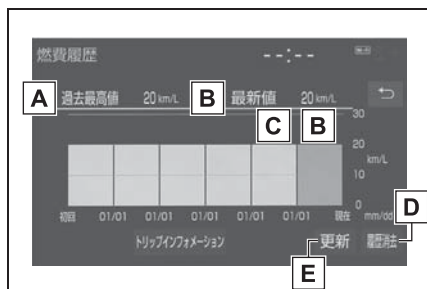 燃費履歴 --:--
A 過去最高値 20 km/L B 最新値 20 km/L
C B
30
20
km/L
10
0
初回 01/01 01/01 01/01 01/01 01/01 現在 mm/dd
D
トリップインフォメーション 更新 履歴消去
E